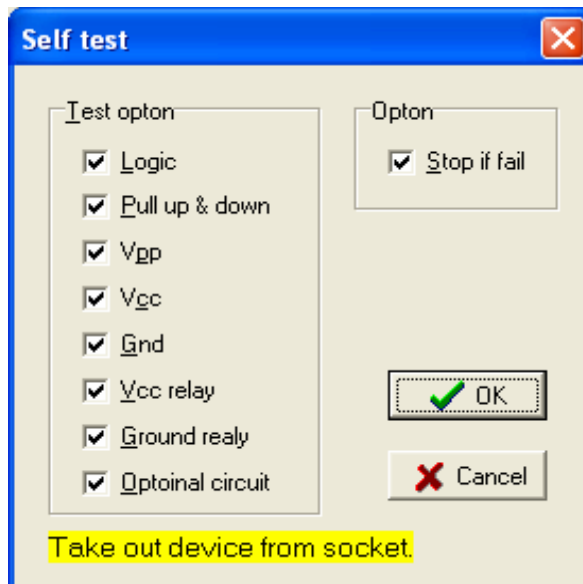 Self test
Test opton
Logic
Pull up & down
Vpp
Vcc
Gnd
Vcc relay
Ground realy
Optoinal circuit
Opton
Stop if fail
OK
Cancel
Take out device from socket.